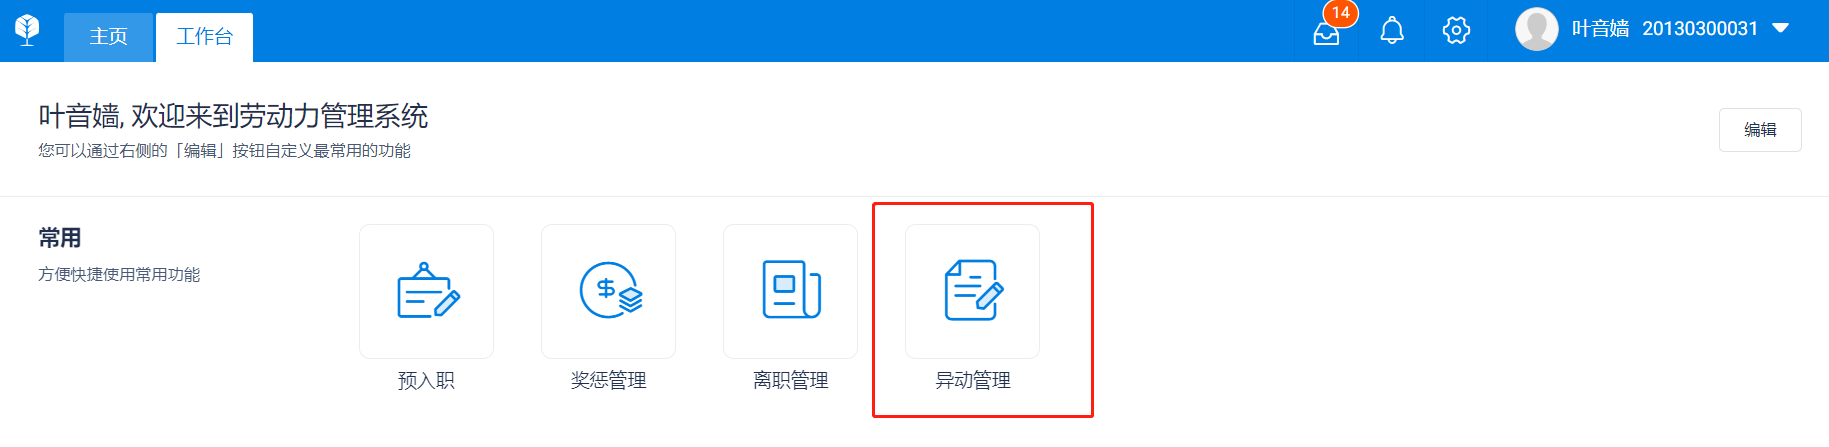 主页
工作台
14
叶音嫱 20130300031
叶音嫱, 欢迎来到劳动力管理系统
您可以通过右侧的「编辑」按钮自定义最常用的功能
编辑
常用
方便快捷使用常用功能
预入职
奖惩管理
离职管理
异动管理